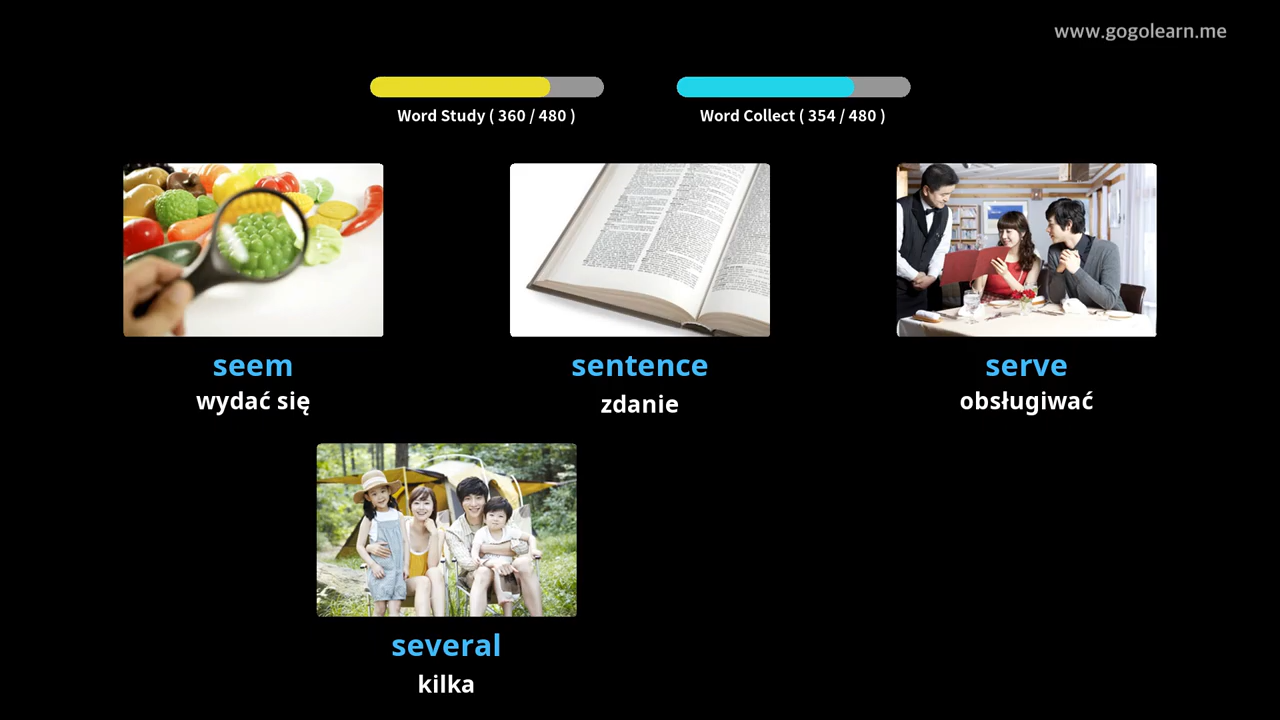 www.gogolearn.me
Word Study ( 360 / 480 )
Word Collect ( 354 / 480 )
seem
wydać się
sentence
zdanie
serve
obsługiwać
several
kilka